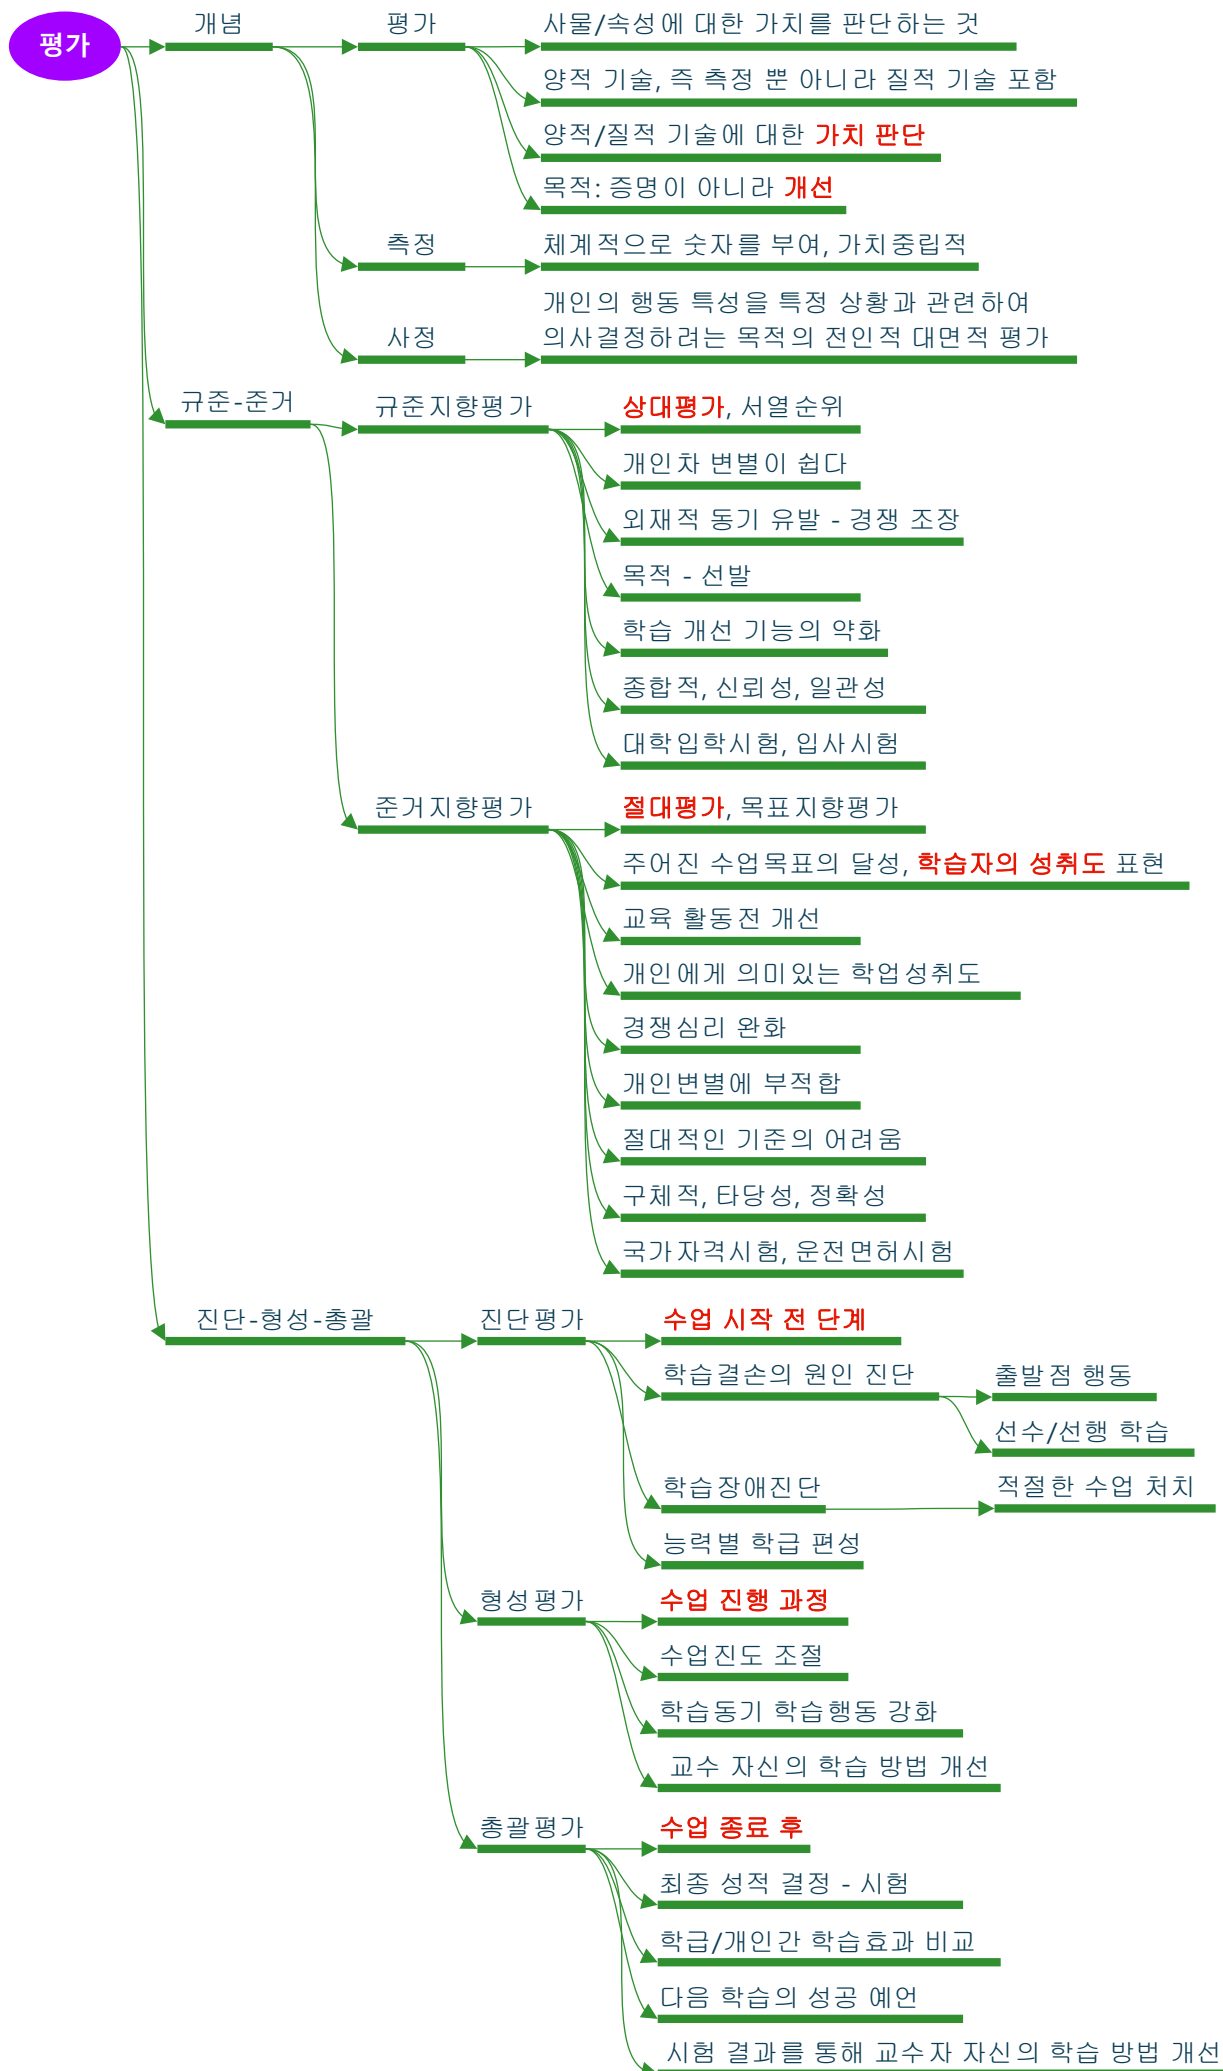 평가
개념
평가
사물/속성에 대한 가치를 판단하는 것
양적 기술, 즉 측정 뿐 아니라 질적 기술 포함
양적/질적 기술에 대한 가치 판단
목적: 증명이 아니라 개선
측정
체계적으로 숫자를 부여, 가치중립적
사정
개인의 행동 특성을 특정 상황과 관련하여
의사결정하려는 목적의 전인적 대면적 평가
규준-준거
규준지향평가
상대평가, 서열순위
개인차 변별이 쉽다
외재적 동기 유발 - 경쟁 조장
목적 - 선발
학습 개선 기능의 약화
종합적, 신뢰성, 일관성
대학입학시험, 입사시험
준거지향평가
절대평가, 목표지향평가
주어진 수업목표의 달성, 학습자의 성취도 표현
교육 활동전 개선
개인에게 의미있는 학업성취도
경쟁심리 완화
개인변별에 부적합
절대적인 기준의 어려움
구체적, 타당성, 정확성
국가자격시험, 운전면허시험
진단-형성-총괄
진단평가
수업 시작 전 단계
학습결손의 원인 진단
출발점 행동
선수/선행 학습
학습장애진단
적절한 수업 처치
능력별 학급 편성
형성평가
수업 진행 과정
수업진도 조절
학습동기 학습행동 강화
교수 자신의 학습 방법 개선
총괄평가
수업 종료 후
최종 성적 결정 - 시험
학급/개인간 학습효과 비교
다음 학습의 성공 예언
시험 결과를 통해 교수자 자신의 학습 방법 개선